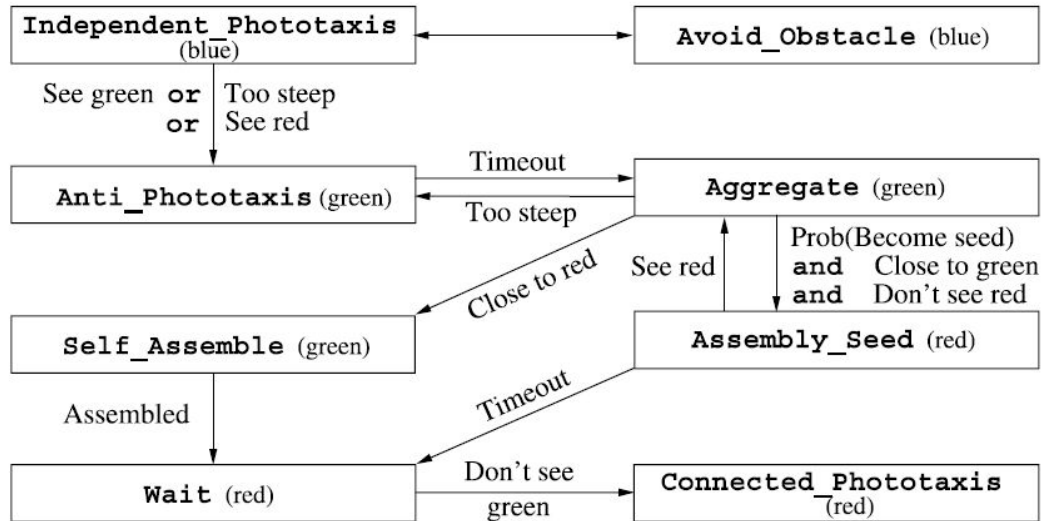 Independent_Phototaxis
(blue)
Avoid_Obstacle (blue)
See green or Too steep
or See red
Anti_Phototaxis (green)
Timeout
Too steep
Aggregate (green)
Close to red
See red
Prob(Become seed)
and Close to green
and Don't see red
Self_Assemble (green)
Assembly_Seed (red)
Assembled
Timeout
Wait (red)
Don't see
green
Connected_Phototaxis
(red)